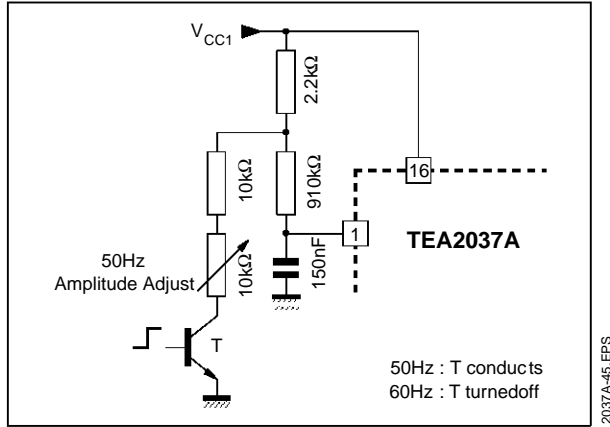 V_CC1
2.2kΩ
10kΩ
910kΩ
16
1
TEA2037A
50Hz
Amplitude Adjust
10kΩ
150nF
T
50Hz : T conducts
60Hz : T turnedoff
2037A-45.EPS